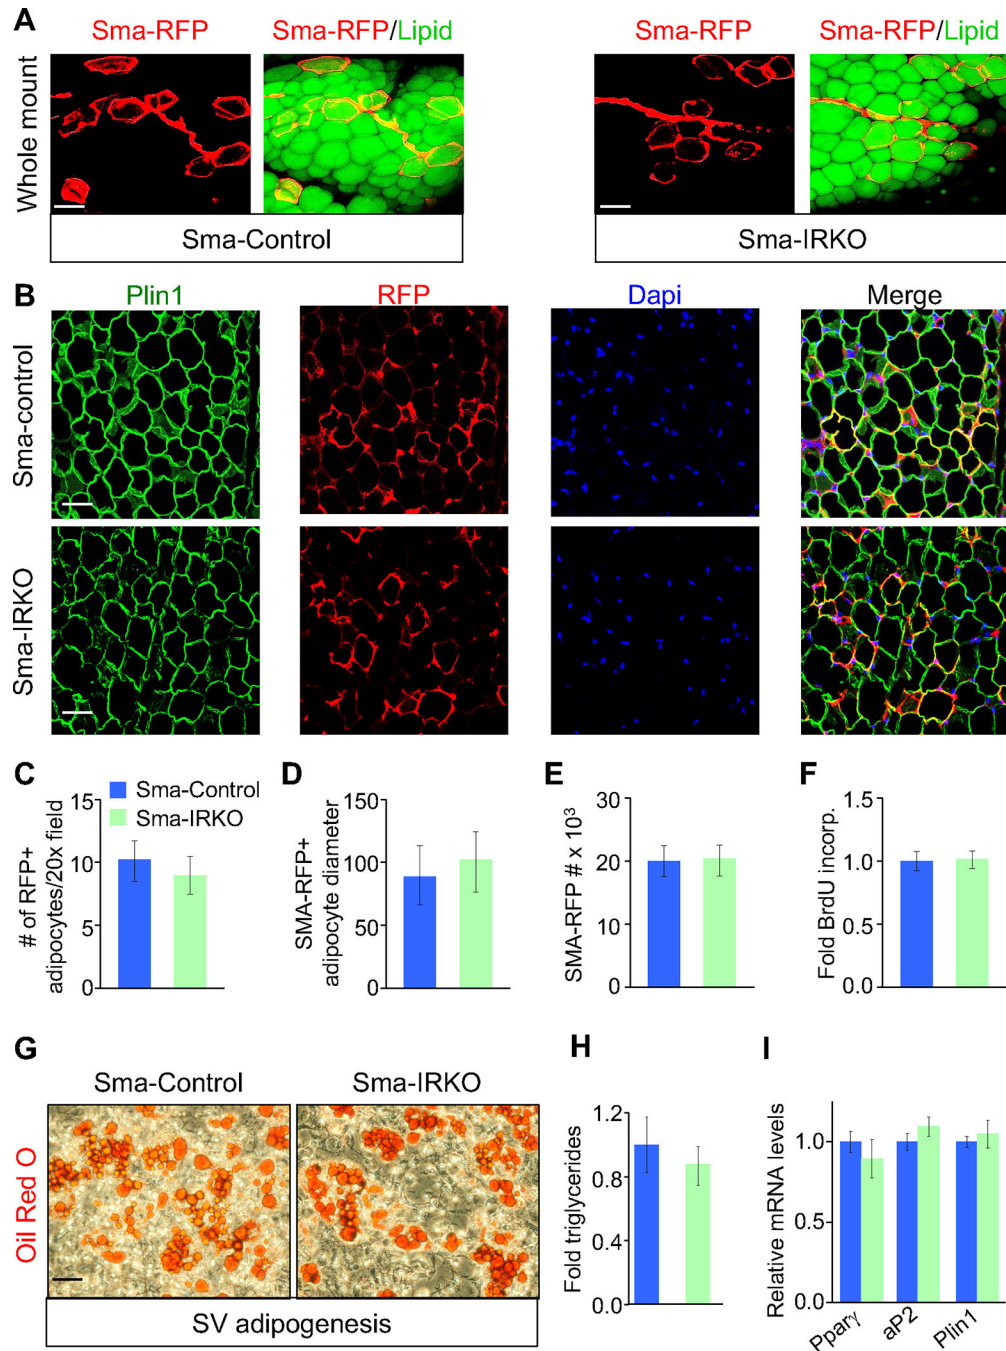 A
Sma-RFP Sma-RFP/Lipid Sma-RFP Sma-RFP/Lipid
Whole mount
Sma-Control Sma-IRKO
B
Plin1 RFP Dapi Merge
Sma-control
Sma-IRKO
C
# of RFP+
adipocytes/20x field
15
10
5
0
Sma-Control
Sma-IRKO
D
SMA-RFP+
adipocyte diameter
150
100
50
0
E
SMA-RFP # x 10³
30
20
10
0
F
Fold BrdU incorp.
1.5
1.0
0.5
0.0
G
Sma-Control Sma-IRKO
Oil Red O
SV adipogenesis
H
Fold triglycerides
1.2
0.8
0.4
0.0
I
Relative mRNA levels
1.0
0.5
0.0
Pparγ aP2 Plin1